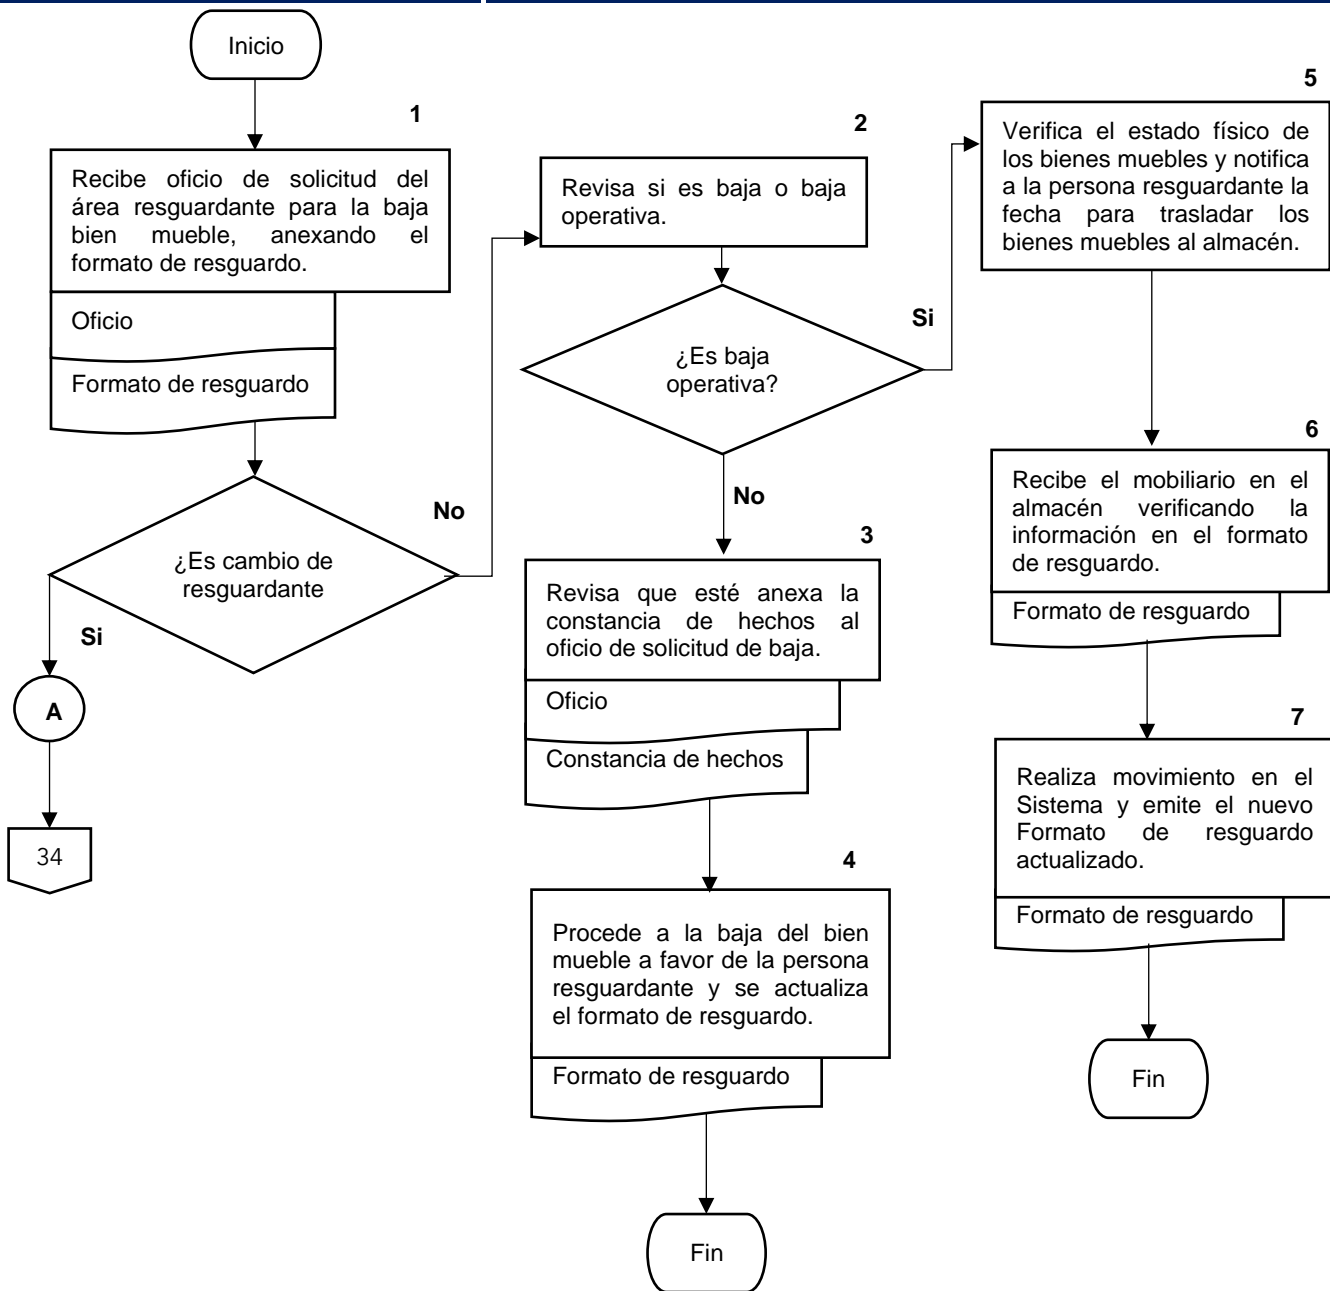 Inicio
1
Recibe oficio de solicitud del
área resguardante para la baja
bien mueble, anexando el
formato de resguardo.
Oficio
Formato de resguardo
¿Es cambio de
resguardante
No
Si
A
34
2
Revisa si es baja o baja
operativa.
¿Es baja
operativa?
Si
No
3
Revisa que esté anexa la
constancia de hechos al
oficio de solicitud de baja.
Oficio
Constancia de hechos
4
Procede a la baja del bien
mueble a favor de la persona
resguardante y se actualiza
el formato de resguardo.
Formato de resguardo
Fin
5
Verifica el estado físico de
los bienes muebles y notifica
a la persona resguardante la
fecha para trasladar los
bienes muebles al almacén.
6
Recibe el mobiliario en el
almacén verificando la
información en el formato
de resguardo.
Formato de resguardo
7
Realiza movimiento en el
Sistema y emite el nuevo
Formato de resguardo
actualizado.
Formato de resguardo
Fin